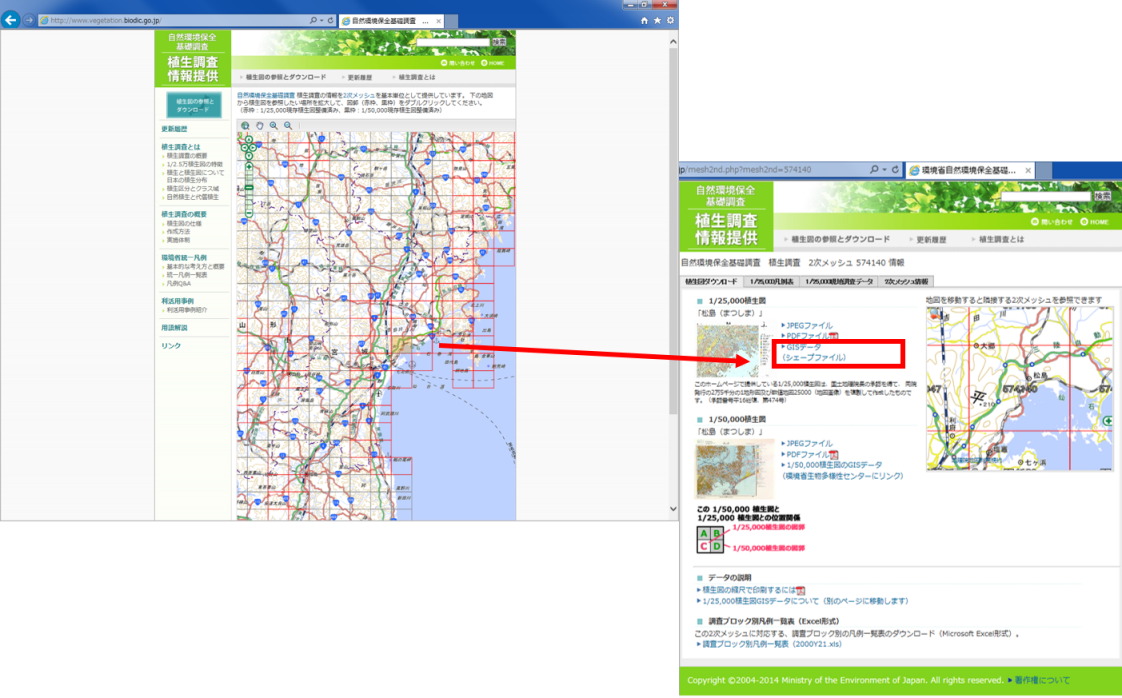 http://www.vegetation.biodic.go.jp/
自然環境保全基礎調査 ...
自然環境保全
基礎調査
植生調査
情報提供
検索
問い合わせ
HOME
植生図の参照とダウンロード
更新履歴
植生調査とは
植生図の参照と
ダウンロード
自然環境保全基礎調査 植生調査の情報を2次メッシュを基本単位として提供しています。 下の地図
から植生図を参照したい場所を拡大して、図郭（赤枠、黒枠）をダブルクリックしてください。
（赤枠：1/25,000現存植生図整備済み、黒枠：1/50,000現存植生図整備済み）
更新履歴
植生調査とは
植生調査の概要
1/2.5万植生図の特徴
植生と植生図について
日本の植生分布
植生区分とクラス域
自然植生と代償植生
植生調査の概要
植生図の仕様
作成方法
実施体制
環境省統一凡例
基本的な考え方と概要
統一凡例一覧表
凡例Q&A
利活用事例
利活用事例紹介
用語解説
リンク
山 形
宮 城
jp/mesh2nd.php?mesh2nd=574140
環境省自然環境保全基礎...
自然環境保全
基礎調査
植生調査
情報提供
検索
問い合わせ
HOME
植生図の参照とダウンロード
更新履歴
植生調査とは
自然環境保全基礎調査 植生調査 2次メッシュ 574140 情報
植生図ダウンロード
1/25,000凡例表
1/25,000現地調査データ
2次メッシュ情報
1/25,000植生図
「松島（まつしま）」
JPEGファイル
PDFファイル
GISデータ
（シェープファイル）
地図を移動すると隣接する2次メッシュを参照できます
大郷
松島
574140
塩竈
七ヶ浜
このホームページで提供している1/25,000植生図は、国土地理院長の承認を得て、同院
発行の2万5千分の1地形図及び数値地図25000（地図画像）を複製して作成したもので
す。（承認番号平18総複、第474号）
1/50,000植生図
「松島（まつしま）」
JPEGファイル
PDFファイル
1/50,000植生図のGISデータ
（環境省生物多様性センターにリンク）
この 1/50,000 植生図と
1/25,000 植生図との位置関係
A B
C D
1/25,000植生図の図郭
1/50,000植生図の図郭
データの説明
植生図の縮尺で印刷するには
1/25,000植生図GISデータについて（別のページに移動します）
調査ブロック別凡例一覧表（Excel形式）
この2次メッシュに対応する、調査ブロック別の凡例一覧表のダウンロード（Microsoft Excel形式）。
調査ブロック別凡例一覧表（2000Y21.xls）
Copyright ©2004-2014 Ministry of the Environment of Japan. All rights reserved.
著作権について